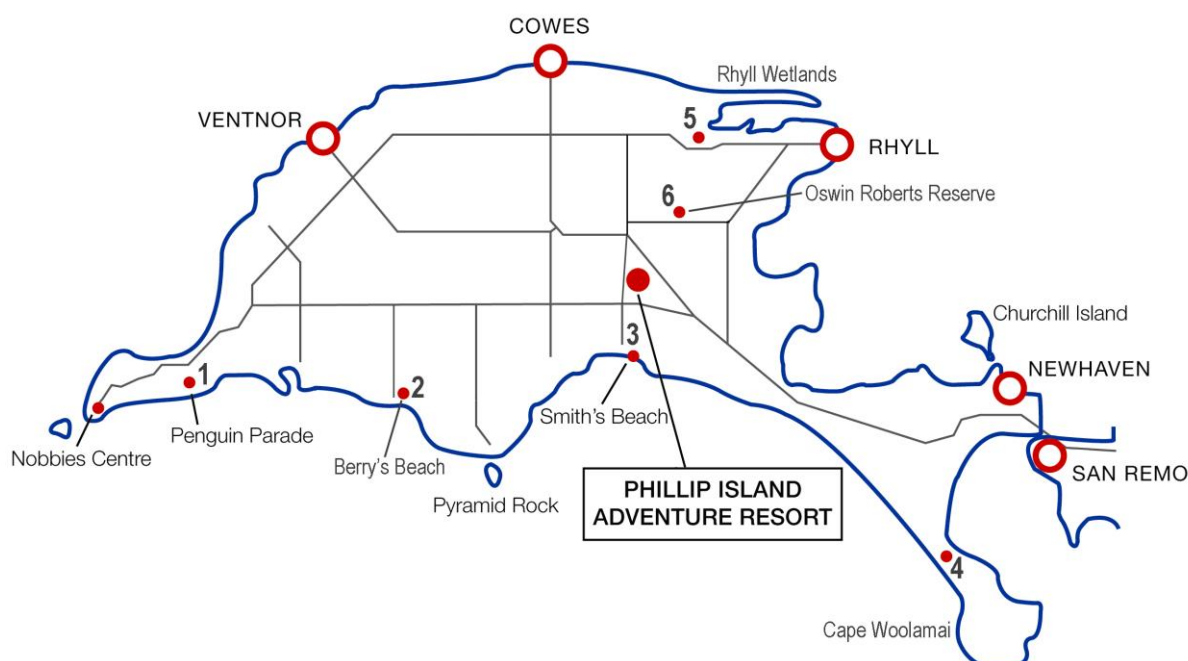 COWES
Rhyll Wetlands
VENTNOR
5
RHYLL
6
Oswin Roberts Reserve
Churchill Island
3
NEWHAVEN
1
2
Smith's Beach
Penguin Parade
Nobbies Centre
Berry's Beach
SAN REMO
Pyramid Rock
PHILLIP ISLAND
ADVENTURE RESORT
4
Cape Woolamai